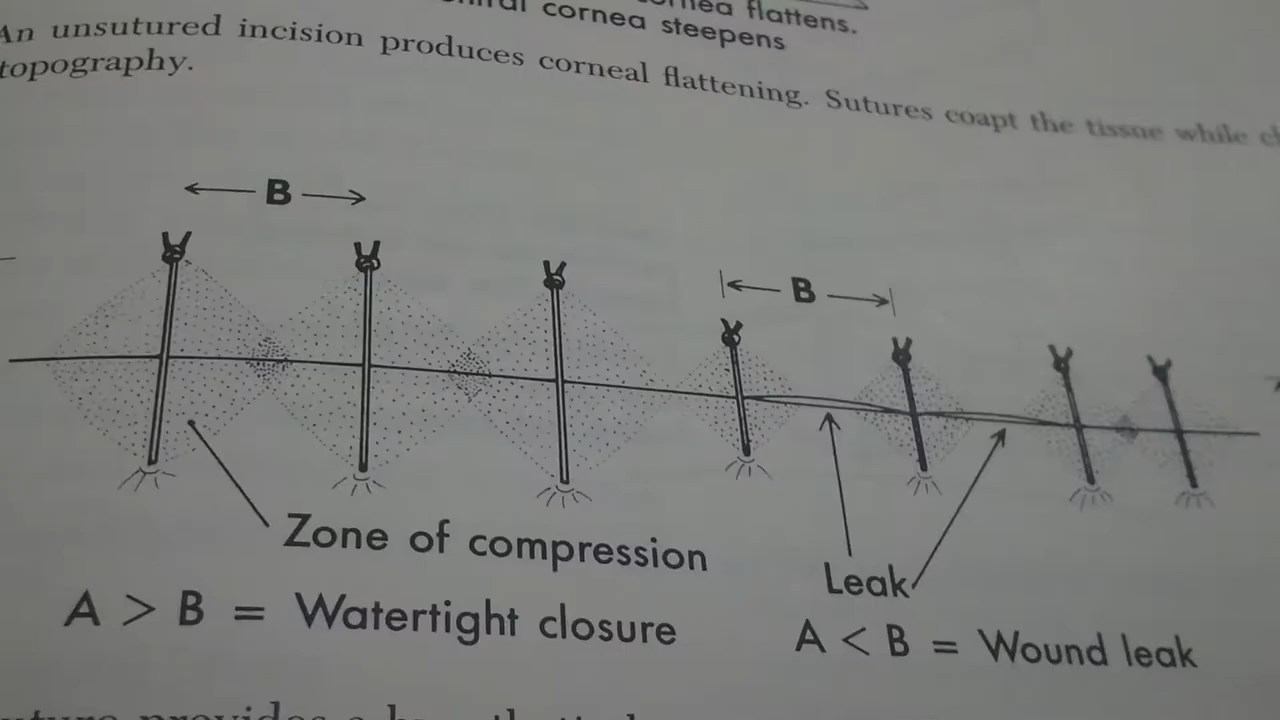 cornea flattens.
cornea steepens
An unsutured incision produces corneal flattening. Sutures coapt the tissue while
topography.
B
B
Zone of compression
Leak
A > B = Watertight closure
A < B = Wound leak
provides a